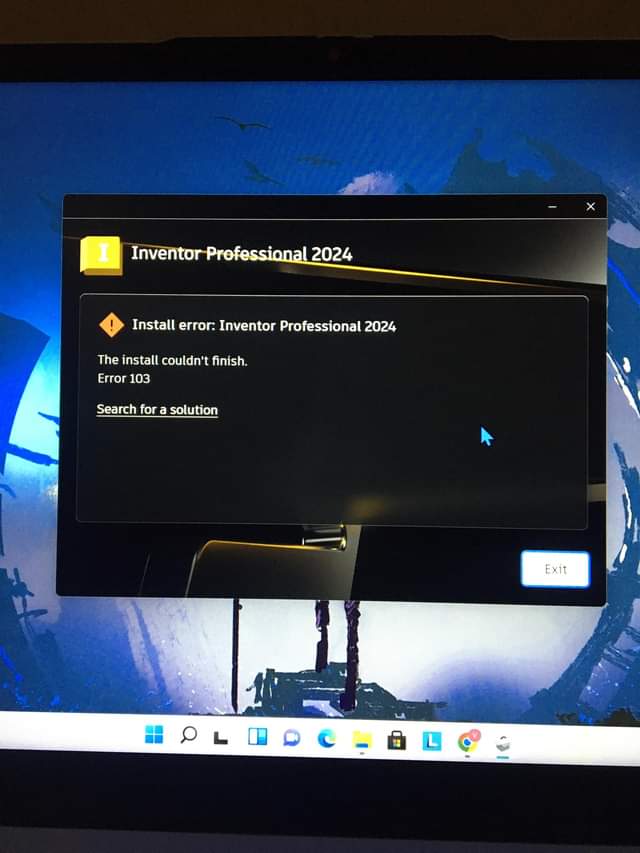 I
Inventor Professional 2024
! Install error: Inventor Professional 2024
The install couldn't finish.
Error 103
Search for a solution
Exit